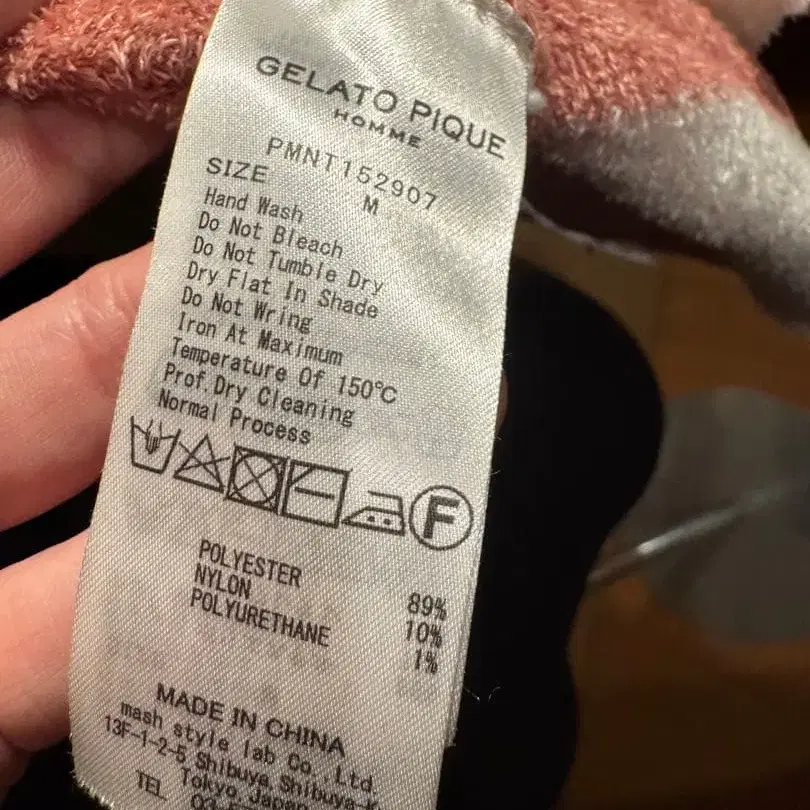 GELATO PIQUE
HOMME
PMNT152907
SIZE M
Hand Wash
Do Not Bleach
Do Not Tumble Dry
Dry Flat In Shade
Do Not Wring
Iron At Maximum
Temperature Of 150℃
Prof.Dry Cleaning
Normal Process
F
POLYESTER 89%
NYLON 10%
POLYURETHANE 1%
MADE IN CHINA
mash style lab Co.,Ltd.
13F-1-2-5, Shibuya, Shibuya-k
Tokyo, Japan
TEL